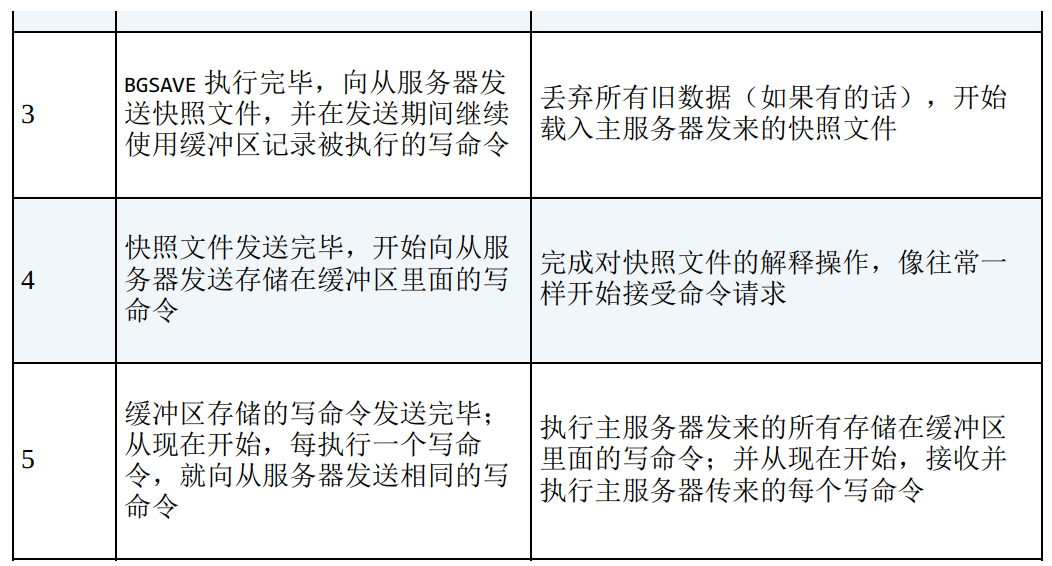 3
BGSAVE 执行完毕，向从服务器发
送快照文件，并在发送期间继续
使用缓冲区记录被执行的写命令
丢弃所有旧数据（如果有的话），开始
载入主服务器发来的快照文件
4
快照文件发送完毕，开始向从服
务器发送存储在缓冲区里面的写
命令
完成对快照文件的解释操作，像往常一
样开始接受命令请求
5
缓冲区存储的写命令发送完毕；
从现在开始，每执行一个写命
令，就向从服务器发送相同的写
命令
执行主服务器发来的所有存储在缓冲区
里面的写命令；并从现在开始，接收并
执行主服务器传来的每个写命令